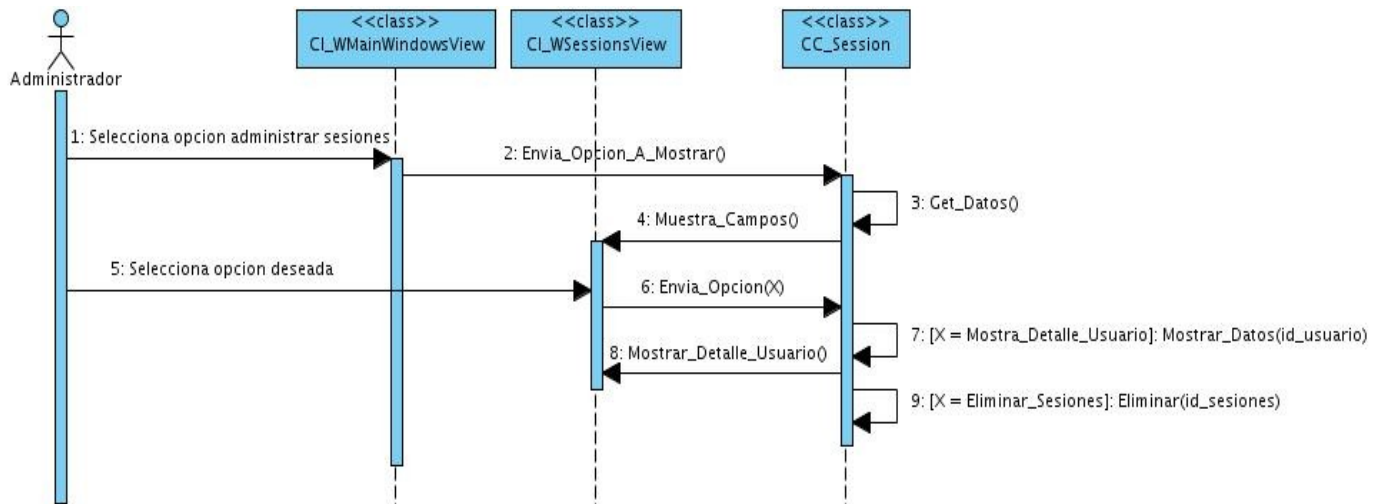 <<class>>
CI_WMainWindowsView
<<class>>
CI_WSessionsView
<<class>>
CC_Session
Administrador
1: Selecciona opcion administrar sesiones
2: Envia_Opcion_A_Mostrar()
3: Get_Datos()
4: Muestra_Campos()
5: Selecciona opcion deseada
6: Envia_Opcion(X)
7: [X = Mostra_Detalle_Usuario]: Mostrar_Datos(id_usuario)
8: Mostrar_Detalle_Usuario()
9: [X = Eliminar_Sesiones]: Eliminar(id_sesiones)